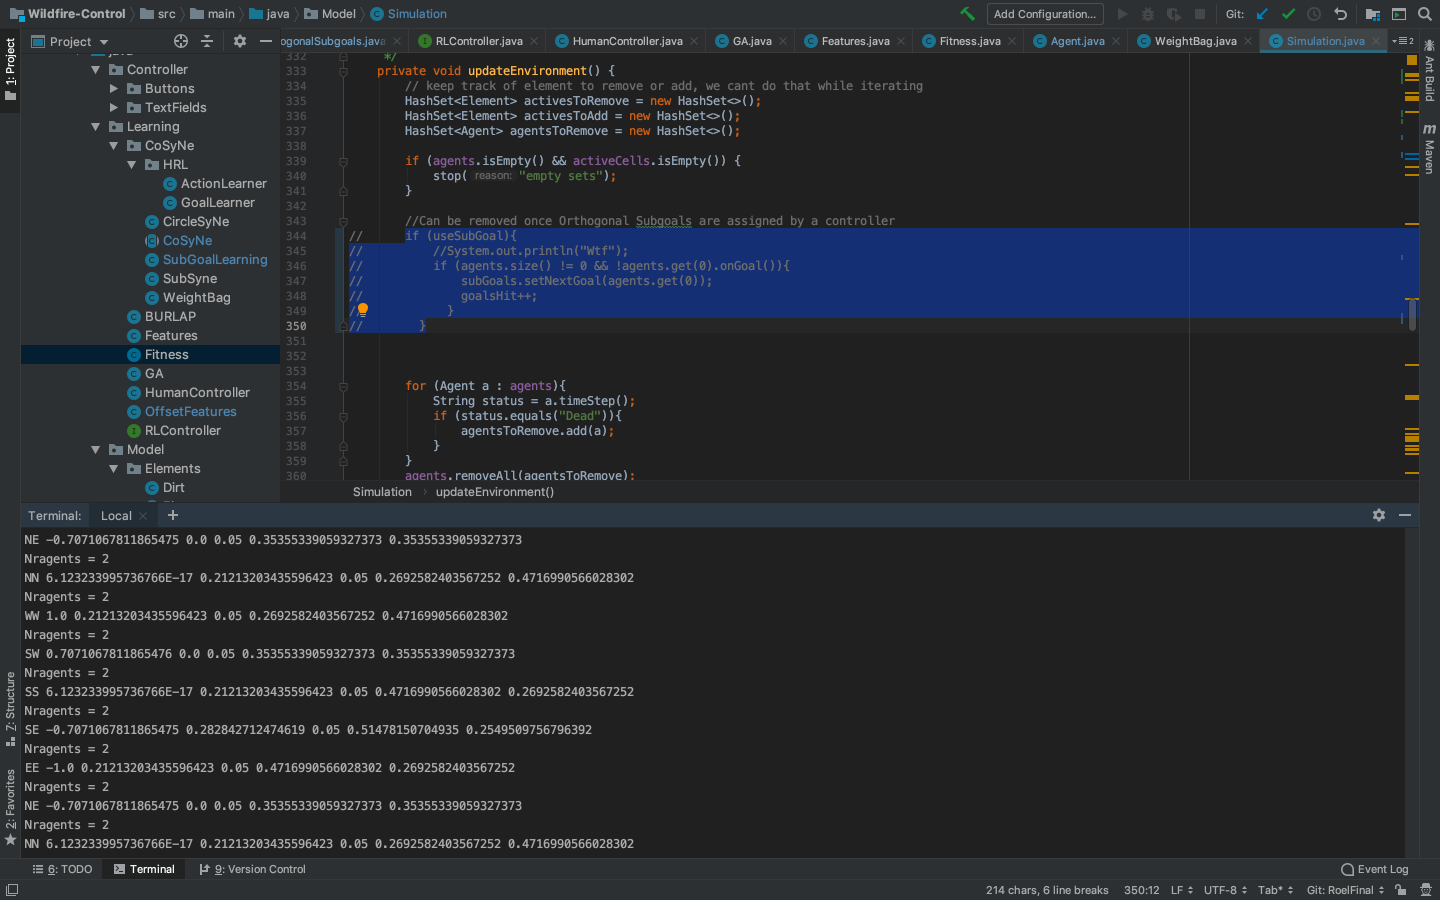 Wildfire-Control
src
main
java
Model
Simulation
Add Configuration...
Git:
1: Project
Project
ogonalSubgoals.java
RLController.java
HumanController.java
GA.java
Features.java
Fitness.java
Agent.java
WeightBag.java
Simulation.java
2
Ant Build
Maven
Controller
Buttons
TextFields
Learning
CoSyNe
HRL
ActionLearner
GoalLearner
CircleSyNe
CoSyNe
SubGoalLearning
SubSyne
WeightBag
BURLAP
Features
Fitness
GA
HumanController
OffsetFeatures
RLController
Model
Elements
Dirt
332 */
333 private void updateEnvironment() {
334 // keep track of element to remove or add, we cant do that while iterating
335 HashSet<Element> activesToRemove = new HashSet<>();
336 HashSet<Element> activesToAdd = new HashSet<>();
337 HashSet<Agent> agentsToRemove = new HashSet<>();
338
339 if (agents.isEmpty() && activeCells.isEmpty()) {
340 stop( reason: "empty sets");
341 }
342
343 //Can be removed once Orthogonal Subgoals are assigned by a controller
344 // if (useSubGoal){
345 // //System.out.println("Wtf");
346 // if (agents.size() != 0 && !agents.get(0).onGoal()){
347 // subGoals.setNextGoal(agents.get(0));
348 // goalsHit++;
349 / }
350 // }
351
352
353
354 for (Agent a : agents){
355 String status = a.timeStep();
356 if (status.equals("Dead")){
357 agentsToRemove.add(a);
358 }
359 }
360 agents.removeAll(agentsToRemove);
Simulation
updateEnvironment()
Terminal:
Local
NE -0.7071067811865475 0.0 0.05 0.35355339059327373 0.35355339059327373
Nragents = 2
NN 6.123233995736766E-17 0.21213203435596423 0.05 0.2692582403567252 0.4716990566028302
Nragents = 2
WW 1.0 0.21213203435596423 0.05 0.2692582403567252 0.4716990566028302
Nragents = 2
SW 0.7071067811865476 0.0 0.05 0.35355339059327373 0.35355339059327373
Nragents = 2
SS 6.123233995736766E-17 0.21213203435596423 0.05 0.4716990566028302 0.2692582403567252
Nragents = 2
SE -0.7071067811865475 0.282842712474619 0.05 0.51478150704935 0.2549509756796392
Nragents = 2
EE -1.0 0.21213203435596423 0.05 0.4716990566028302 0.2692582403567252
Nragents = 2
NE -0.7071067811865475 0.0 0.05 0.35355339059327373 0.35355339059327373
Nragents = 2
NN 6.123233995736766E-17 0.21213203435596423 0.05 0.2692582403567252 0.4716990566028302
7: Structure
2: Favorites
6: TODO
Terminal
9: Version Control
Event Log
214 chars, 6 line breaks
350:12
LF
UTF-8
Tab*
Git: RoelFinal